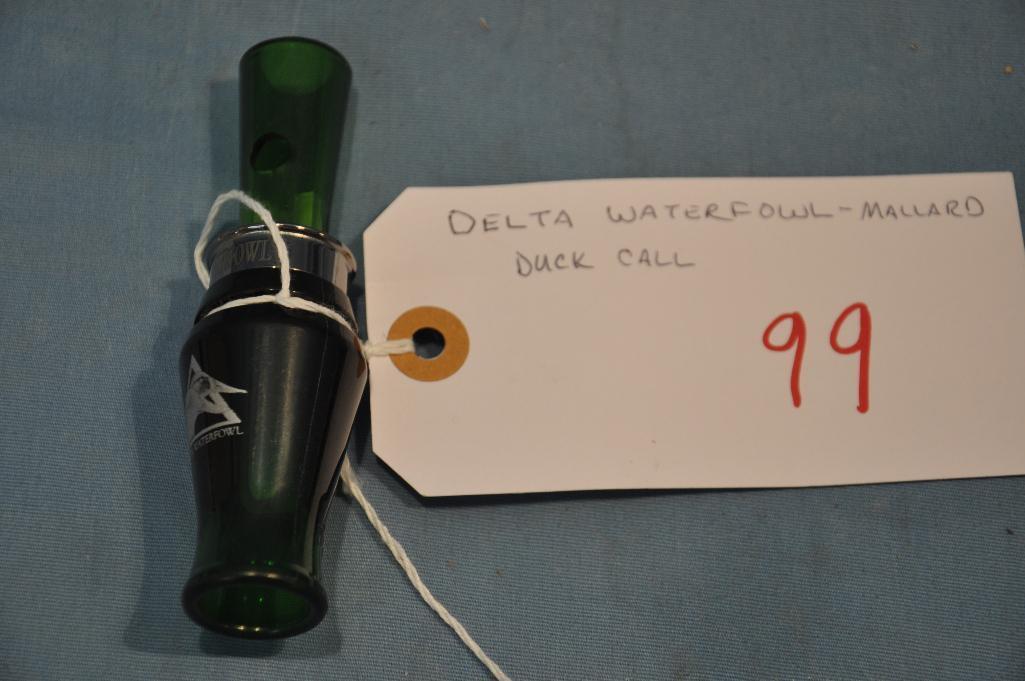 DELTA WATERFOWL - MALLARD
DUCK CALL
99
WATERFOWL